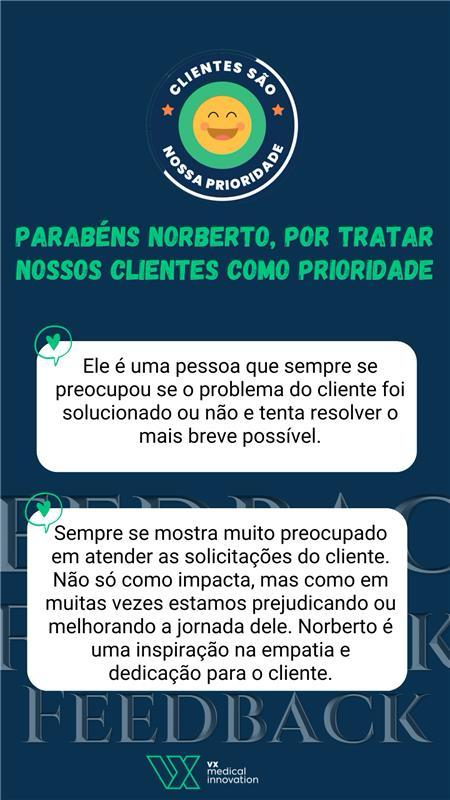 CLIENTES SÃO
NOSSA PRIORIDADE
PARABÉNS NORBERTO, POR TRATAR
NOSSOS CLIENTES COMO PRIORIDADE
Ele é uma pessoa que sempre se
preocupou se o problema do cliente foi
solucionado ou não e tenta resolver o
mais breve possível.
FEEDBACK
Sempre se mostra muito preocupado
em atender as solicitações do cliente.
Não só como impacta, mas como em
muitas vezes estamos prejudicando ou
melhorando a jornada dele. Norberto é
uma inspiração na empatia e
dedicação para o cliente.
FEEDBACK
VX
vx
medical
innovation